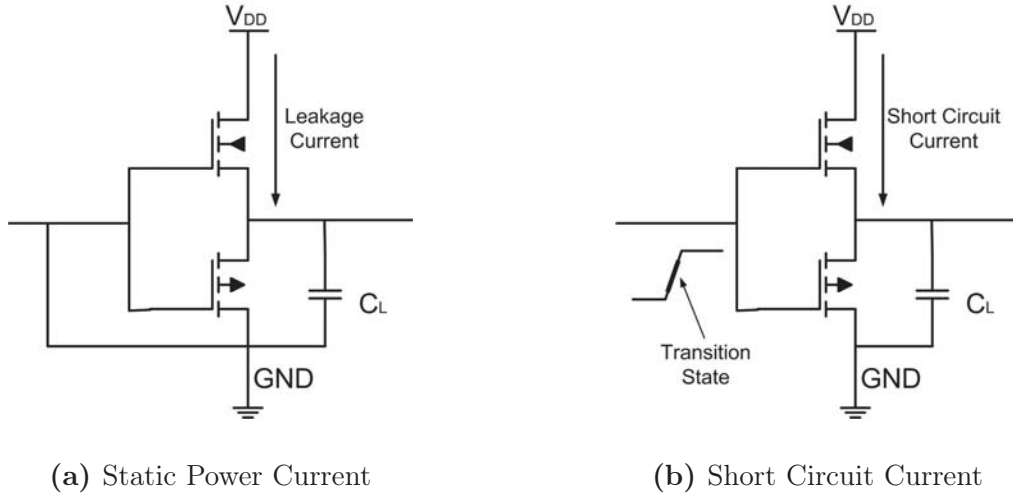 VDD
Leakage
Current
CL
GND
(a) Static Power Current
VDD
Short Circuit
Current
Transition
State
CL
GND
(b) Short Circuit Current